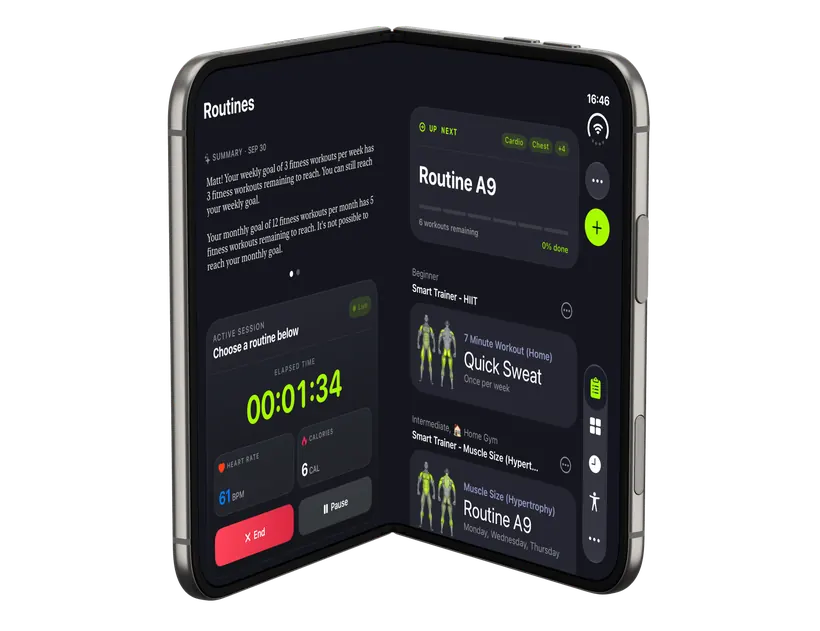 Routines
SUMMARY - SEP 30
Matt! Your weekly goal of 3 fitness workouts per week has
3 fitness workouts remaining to reach. You can still reach
your weekly goal.
Your monthly goal of 12 fitness workouts per month has 5
fitness workouts remaining to reach. It's not possible to
reach your monthly goal.
ACTIVE SESSION
Choose a routine below
Live
ELAPSED TIME
00:01:34
HEART RATE
61 BPM
CALORIES
6 CAL
End
Pause
16:46
UP NEXT
Cardio
Chest
+4
Routine A9
6 workouts remaining
0% done
Beginner
Smart Trainer - HIIT
7 Minute Workout (Home)
Quick Sweat
Once per week
Intermediate, 🏠 Home Gym
Smart Trainer - Muscle Size (Hypert...
Muscle Size (Hypertrophy)
Routine A9
Monday, Wednesday, Thursday